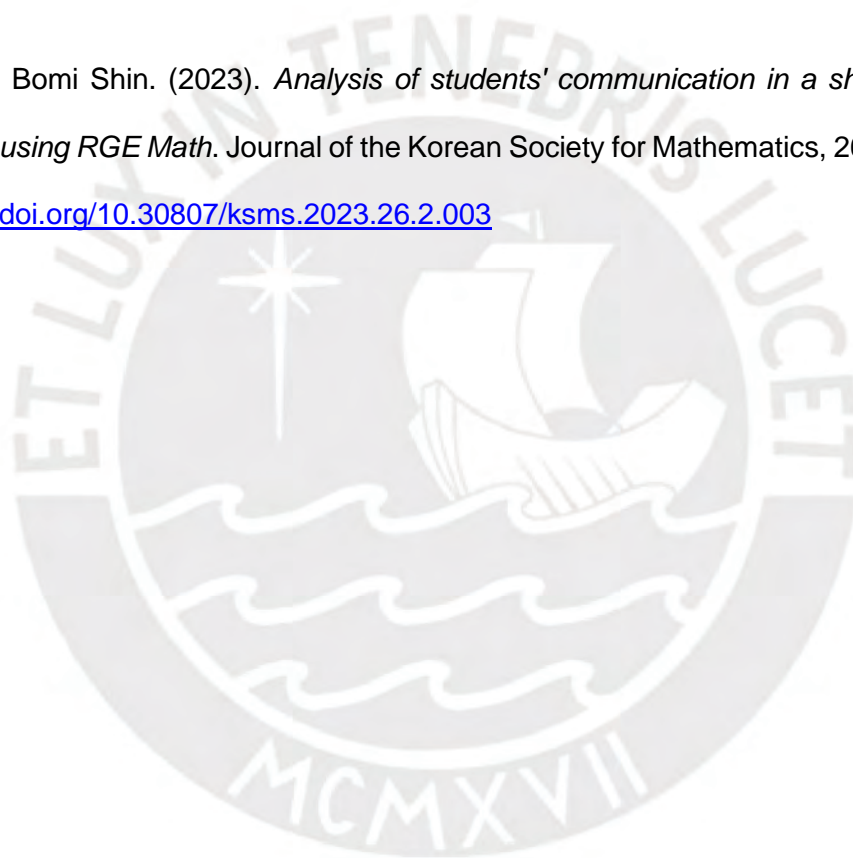 Bomi Shin. (2023). Analysis of students' communication in a sh
using RGE Math. Journal of the Korean Society for Mathematics, 20
doi.org/10.30807/ksms.2023.26.2.003
ET LUX IN TENEBRIS LUCET
MCMXVII